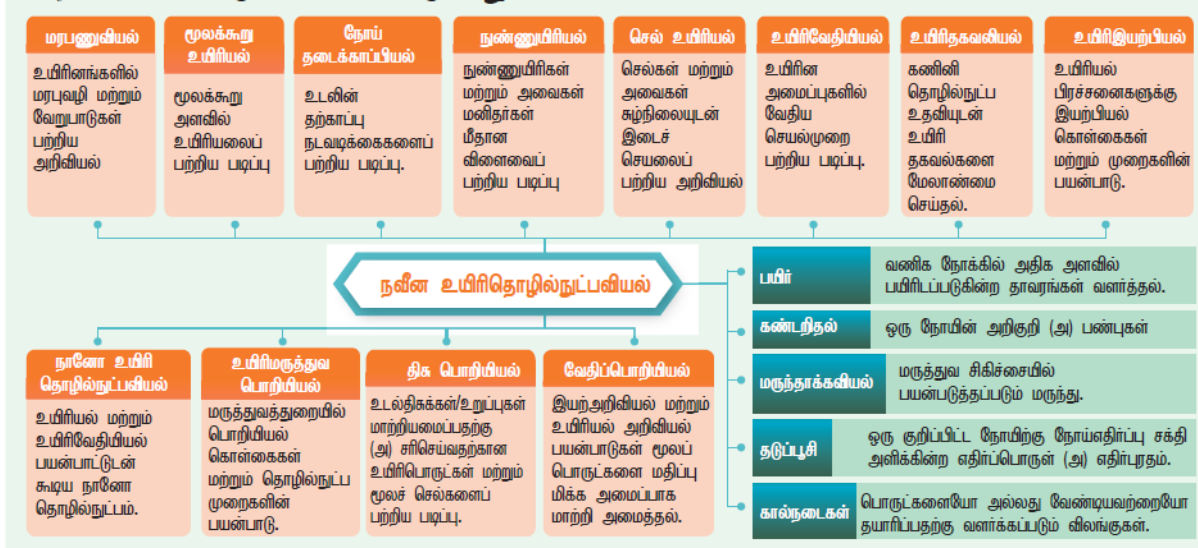 மரபணுவியல்
உயிரினங்களில்
மரபுவழி மற்றும்
வேறுபாடுகள்
பற்றிய
அறிவியல்
மூலக்கூறு
உயிரியல்
மூலக்கூறு
அளவில்
உயிரியலைப்
பற்றிய படிப்பு
நோய்
தடைக்காப்பியல்
உடலின்
தற்காப்பு
நடவடிக்கைகளைப்
பற்றிய படிப்பு.
நுண்ணுயிரியல்
நுண்ணுயிரிகள்
மற்றும் அவைகள்
மனிதர்கள்
மீதான
விளைவைப்
பற்றிய படிப்பு
செல் உயிரியல்
செல்கள் மற்றும்
அவைகள்
சுழ்நிலையுடன்
இடைச்
செயலைப்
பற்றிய அறிவியல்
உயிர்வேதியியல்
உயிரின
அமைப்புகளில்
வேதிய
செயல்முறை
பற்றிய படிப்பு.
உயிர்தகவலியல்
கணினி
தொழில்நுட்ப
உதவியுடன்
உயிரி
தகவல்களை
மேலாண்மை
செய்தல்.
உயிர்இயற்பியல்
உயிரியல்
பிரச்சனைகளுக்கு
இயற்பியல்
கொள்கைகள்
மற்றும் முறைகளின்
பயன்பாடு.
நவீன உயிரிதொழில்நுட்பவியல்
பயிர்
வணிக நோக்கில் அதிக அளவில்
பயிரிடப்படுகின்ற தாவரங்கள் வளர்த்தல்.
கண்டறிதல்
ஒரு நோயின் அறிகுறி (அ) பண்புகள்
மருந்தாக்கவியல்
மருத்துவ சிகிச்சையில்
பயன்படுத்தப்படும் மருந்து.
தடுப்பூசி
ஒரு குறிப்பிட்ட நோயிற்கு நோய்எதிர்ப்பு சக்தி
அளிக்கின்ற எதிர்ப்பொருள் (அ) எதிர்புரதம்.
கால்நடைகள்
பொருட்களையோ அல்லது வேண்டியவற்றையோ
தயாரிப்பதற்கு வளர்க்கப்படும் விலங்குகள்.
நானோ உயிரி
தொழில்நுட்பவியல்
உயிரியல் மற்றும்
உயிர்வேதியியல்
பயன்பாட்டுடன்
கூடிய நானோ
தொழில்நுட்பம்.
உயிர்மருத்துவ
பொறியியல்
மருத்துவத்துறையில்
பொறியியல்
கொள்கைகள்
மற்றும் தொழில்நுட்ப
முறைகளின்
பயன்பாடு.
திசு பொறியியல்
உடல்திசுக்கள்/உறுப்புகள்
மாற்றியமைப்பதற்கு
(அ) சரிசெய்வதற்கான
உயிரிபொருட்கள் மற்றும்
மூலச் செல்களைப்
பற்றிய படிப்பு.
வேதிப்பொறியியல்
இயற்அறிவியல் மற்றும்
உயிரியல் அறிவியல்
பயன்பாடுகள் மூலப்
பொருட்களை மதிப்பு
மிக்க அமைப்பாக
மாற்றி அமைத்தல்.